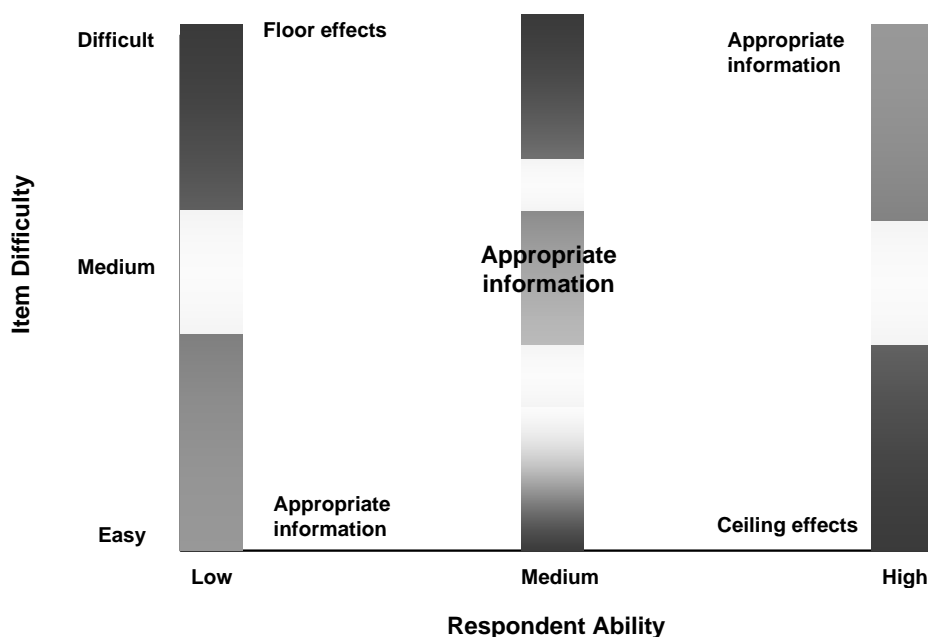 Difficult
Floor effects
Appropriate
information
Item Difficulty
Medium
Appropriate
information
Appropriate
information
Easy
Ceiling effects
Low
Medium
High
Respondent Ability